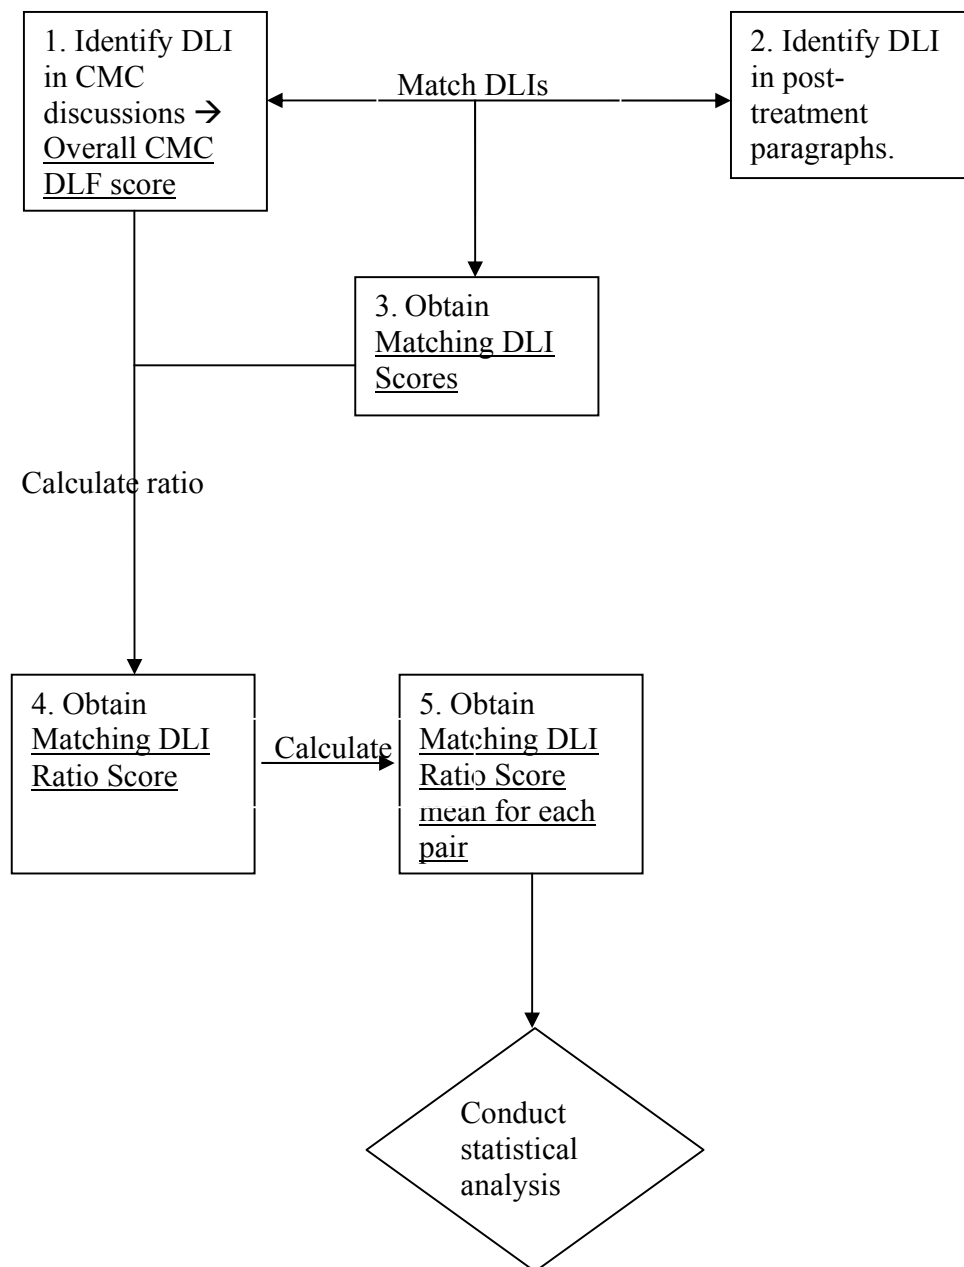 1. Identify DLI
in CMC
discussions →
Overall CMC
DLF score
Match DLIs
2. Identify DLI
in post-
treatment
paragraphs.
3. Obtain
Matching DLI
Scores
Calculate ratio
4. Obtain
Matching DLI
Ratio Score
Calculate
5. Obtain
Matching DLI
Ratio Score
mean for each
pair
Conduct
statistical
analysis